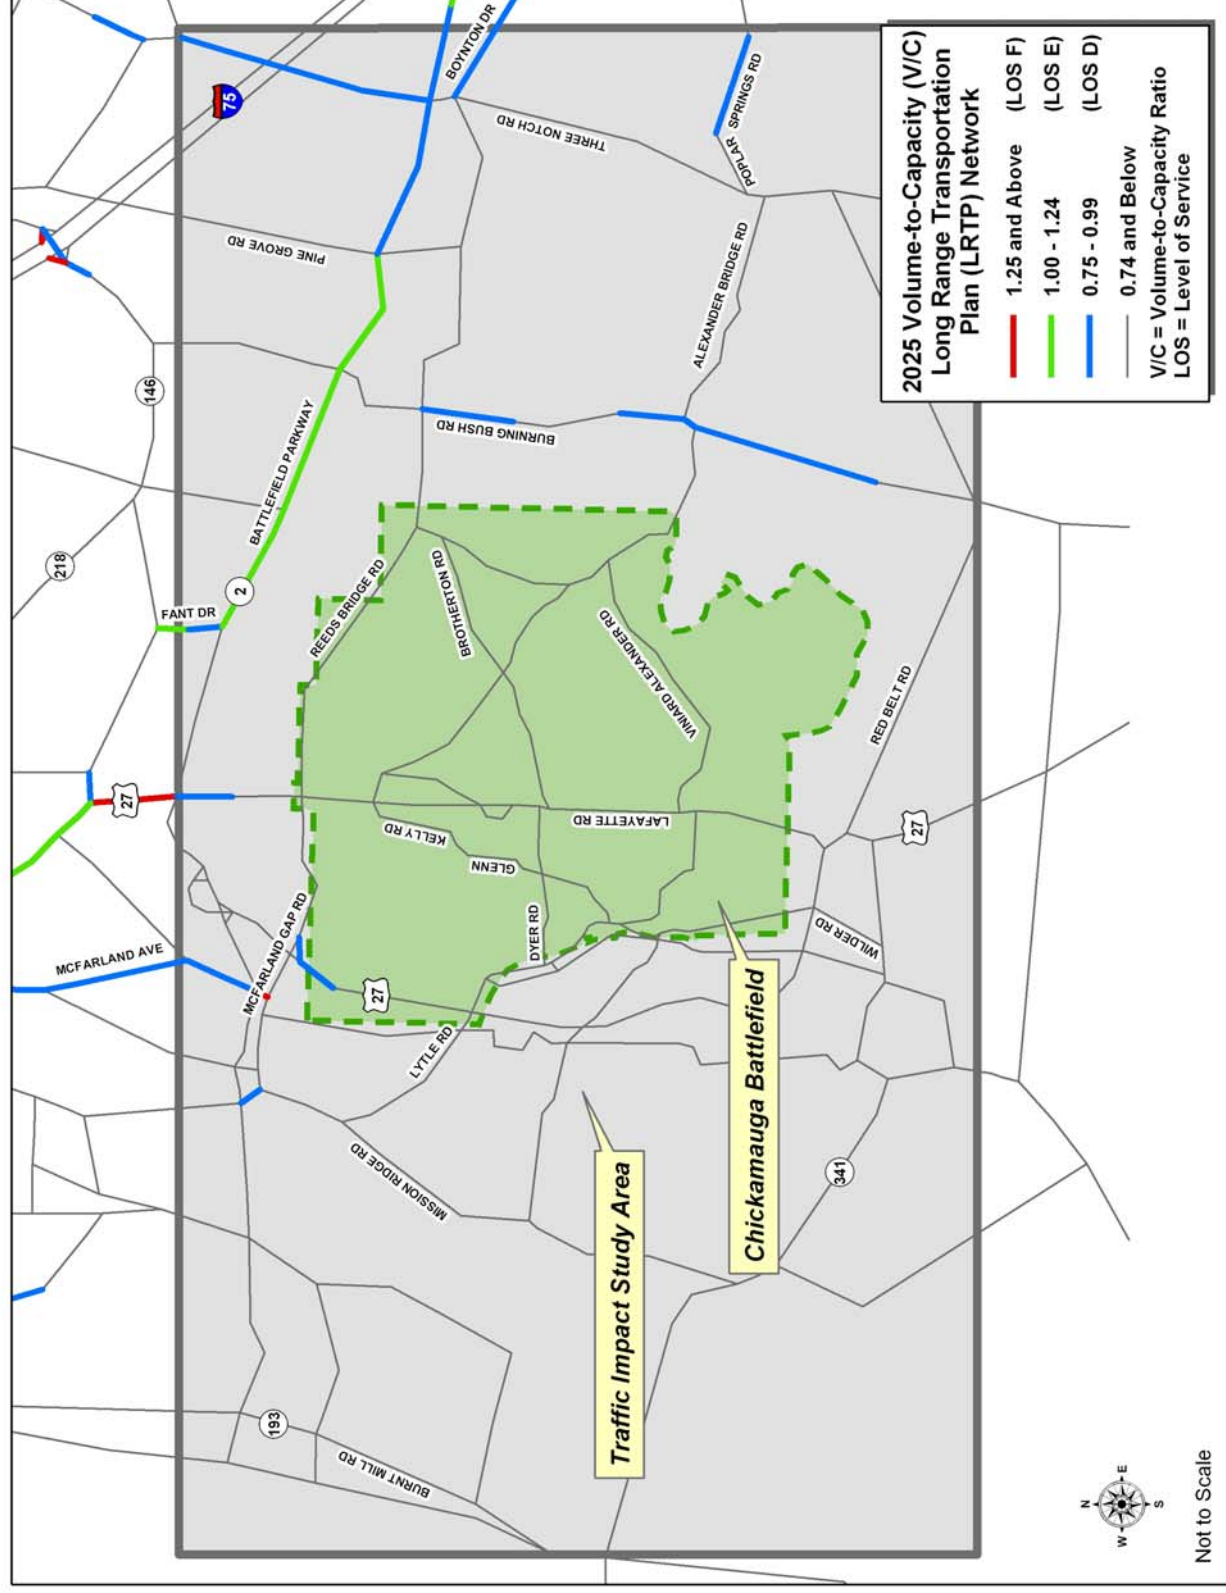 193
BURNT MILL RD
MISSION RIDGE RD
LYTLE RD
MCFARLAND AVE
MCFARLAND GAP RD
27
27
27
KELLY RD
GLENN
DYER RD
LAFAYETTE RD
WILDER RD
341
RED BELT RD
VINIARD ALEXANDER RD
BROTHERTON RD
REEDS BRIDGE RD
FANT DR
2
218
146
BATTLEFIELD PARKWAY
BURNING BUSH RD
ALEXANDER BRIDGE RD
PINE GROVE RD
THREE NOTCH RD
POPLAR SPRINGS RD
BOYNTON DR
75
Traffic Impact Study Area
Chickamauga Battlefield
2025 Volume-to-Capacity (V/C)
Long Range Transportation
Plan (LRTP) Network
1.25 and Above (LOS F)
1.00 - 1.24 (LOS E)
0.75 - 0.99 (LOS D)
0.74 and Below
V/C = Volume-to-Capacity Ratio
LOS = Level of Service
N
W
E
S
Not to Scale